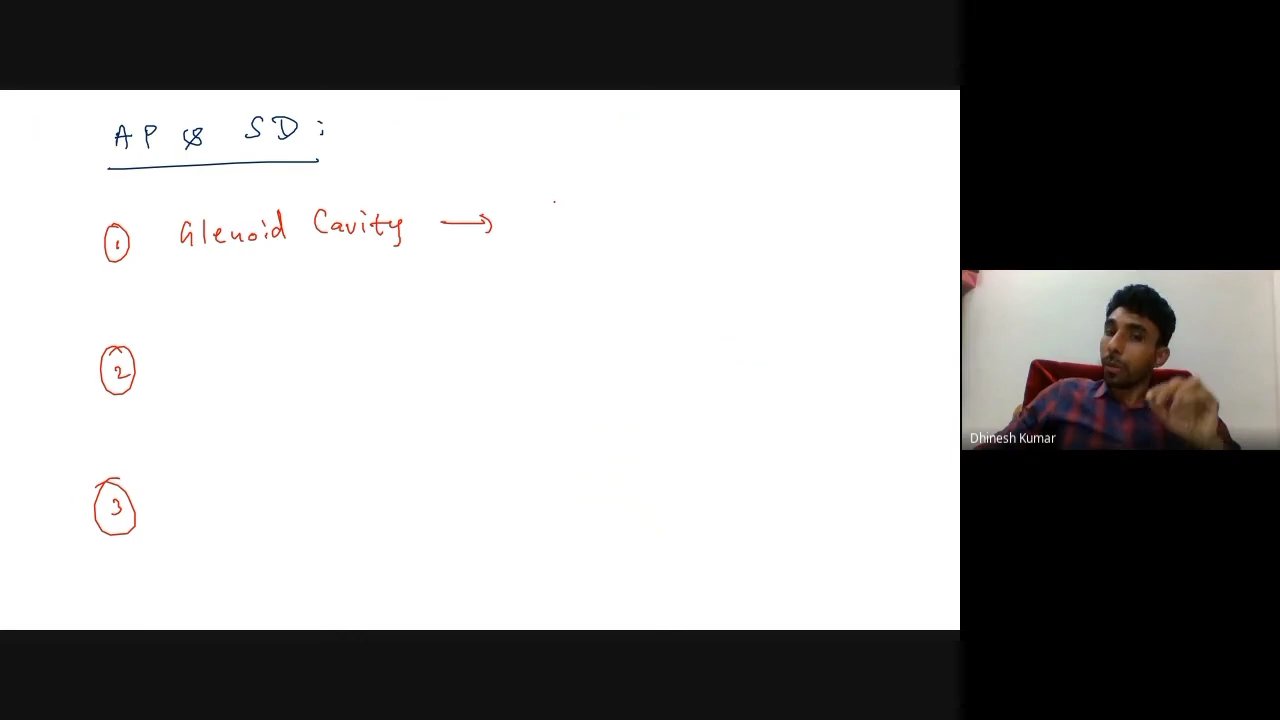 AP & SD :
① Glenoid Cavity →
②
③
Dhinesh Kumar